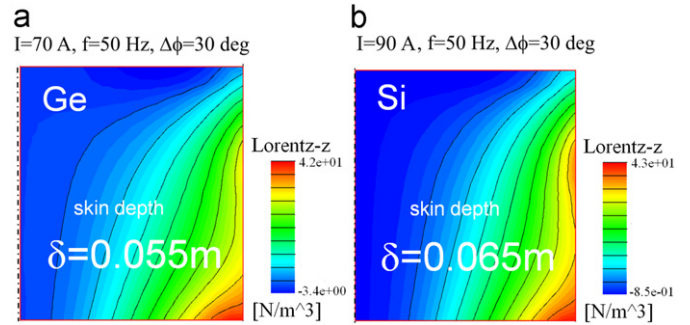 a
I=70 A, f=50 Hz, Δϕ=30 deg
Ge
skin depth
δ=0.055m
Lorentz-z
4.2e+01
-3.4e+00
[N/m^3]
b
I=90 A, f=50 Hz, Δϕ=30 deg
Si
skin depth
δ=0.065m
Lorentz-z
4.3e+01
-8.5e-01
[N/m^3]